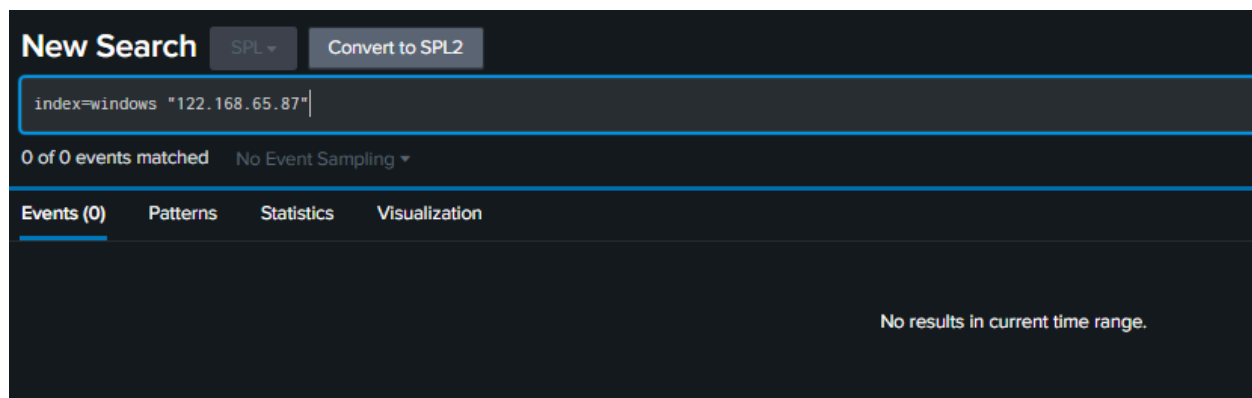 New Search SPL Convert to SPL2
index=windows "122.168.65.87"
0 of 0 events matched No Event Sampling
Events (0) Patterns Statistics Visualization
No results in current time range.